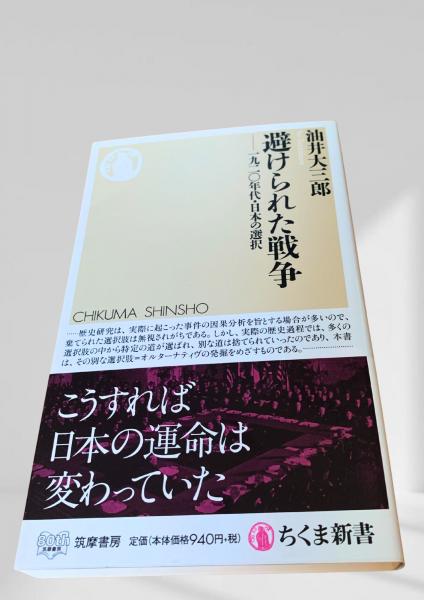 油井大三郎
避けられた戦争
──一九二〇年代・日本の選択
CHIKUMA SHINSHO
……歴史研究は、実際に起こった事件の因果分析を旨とする場合が多いので、
棄てられた選択肢は無視されがちである。しかし、実際の歴史過程では、多くの
選択肢の中から特定の道が選ばれ、別な道は捨てられていったのであり、本書
は、その別な選択肢=オルターナティヴの発掘をめざすものである。…………
こうすれば
日本の運命は
変わっていた
80th
筑摩書房
筑摩書房
定価(本体価格940円+税)
ちくま新書